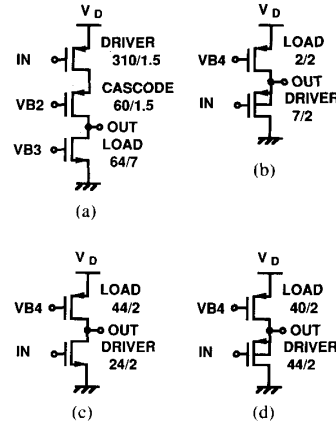 V D
DRIVER
IN
310/1.5
CASCODE
VB2
60/1.5
OUT
VB3
LOAD
64/7
(a)
V D
LOAD
VB4
2/2
OUT
IN
DRIVER
7/2
(b)
V D
LOAD
VB4
44/2
OUT
IN
DRIVER
24/2
(c)
V D
LOAD
VB4
40/2
OUT
IN
DRIVER
44/2
(d)